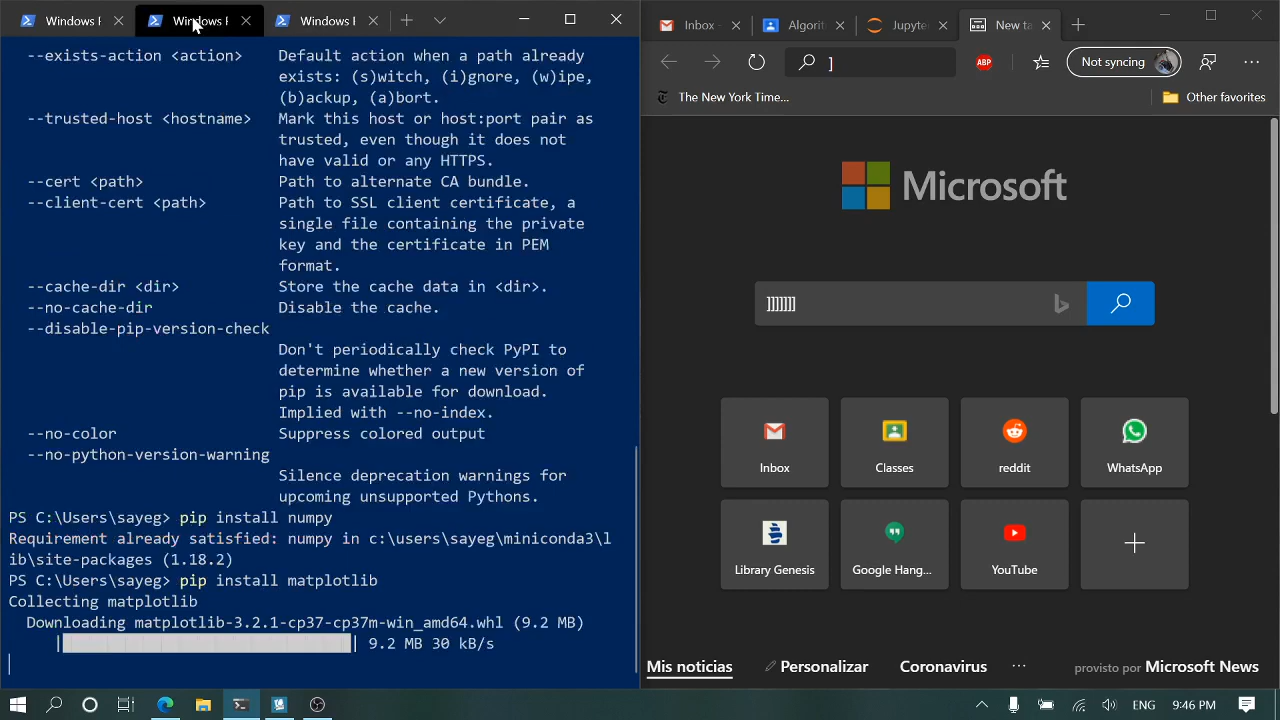 Windows P
Windows P
Windows P
--exists-action <action>    Default action when a path already
exists: (s)witch, (i)gnore, (w)ipe,
(b)ackup, (a)bort.
--trusted-host <hostname>   Mark this host or host:port pair as
trusted, even though it does not
have valid or any HTTPS.
--cert <path>               Path to alternate CA bundle.
--client-cert <path>        Path to SSL client certificate, a
single file containing the private
key and the certificate in PEM
format.
--cache-dir <dir>           Store the cache data in <dir>.
--no-cache-dir              Disable the cache.
--disable-pip-version-check
Don't periodically check PyPI to
determine whether a new version of
pip is available for download.
Implied with --no-index.
--no-color                  Suppress colored output
--no-python-version-warning
Silence deprecation warnings for
upcoming unsupported Pythons.
PS C:\Users\sayeg> pip install numpy
Requirement already satisfied: numpy in c:\users\sayeg\miniconda3\l
ib\site-packages (1.18.2)
PS C:\Users\sayeg> pip install matplotlib
Collecting matplotlib
Downloading matplotlib-3.2.1-cp37-cp37m-win_amd64.whl (9.2 MB)
|████████████████████████████████| 9.2 MB 30 kB/s
Inbox -
Algorit
Jupyte
New ta
]
ABP
Not syncing
The New York Time...
Other favorites
Microsoft
]]]]]]]
Inbox
Classes
reddit
WhatsApp
Library Genesis
Google Hang...
YouTube
Mis noticias
Personalizar
Coronavirus
...
provisto por Microsoft News
ENG
9:46 PM